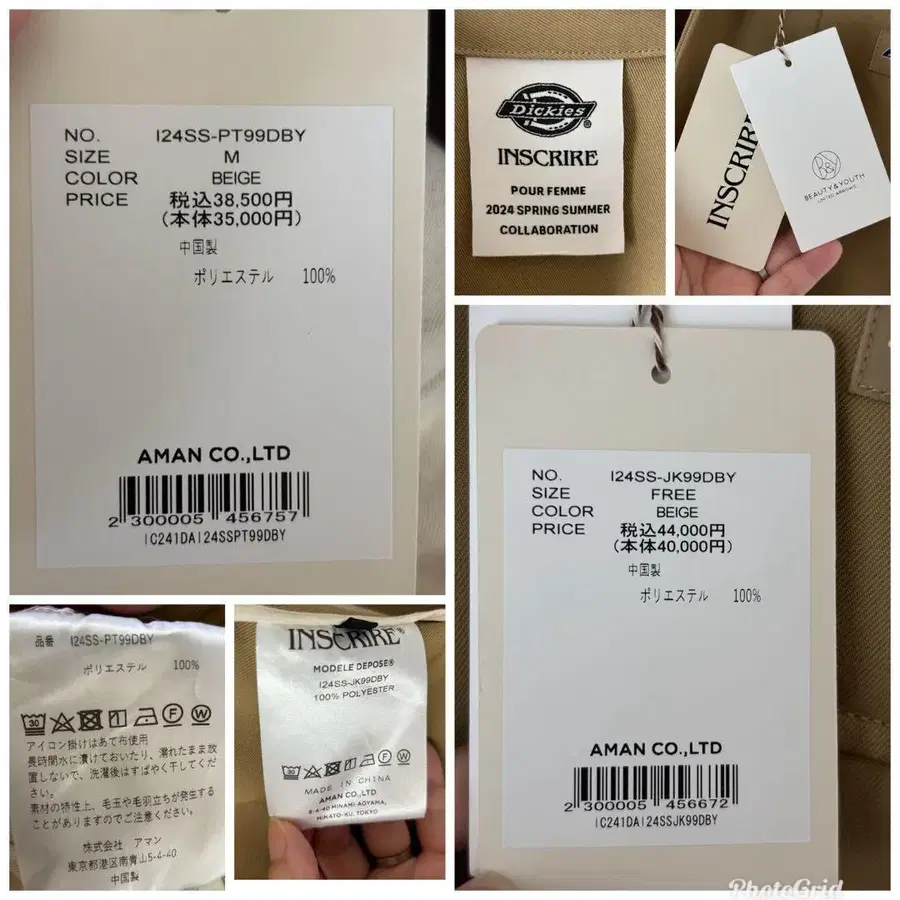 NO. I24SS-PT99DBY
SIZE M
COLOR BEIGE
PRICE 税込38,500円
(本体35,000円)
中国製
ポリエステル 100%
AMAN CO.,LTD
2 300005 456757
IC241DAI24SSPT99DBY
Dickies
INSCRIRE
POUR FEMME
2024 SPRING SUMMER
COLLABORATION
INSCRIRE
B&Y
BEAUTY&YOUTH
UNITED ARROWS
NO. I24SS-JK99DBY
SIZE FREE
COLOR BEIGE
PRICE 税込44,000円
(本体40,000円)
中国製
ポリエステル 100%
AMAN CO.,LTD
2 300005 456672
IC241DAI24SSJK99DBY
品番 I24SS-PT99DBY
ポリエステル 100%
30 F W
アイコン掛けはあて布使用
長時間水に漬けておいたり、濡れたまま放
置しないで、洗濯後はすばやく干してくだ
さい。
素材の特性上、毛玉や毛羽立ちが発生する
ことがありますのでご注意ください。
株式会社 アマン
東京都港区南青山5-4-40
中国製
INSCRIRE®
MODELE DEPOSE®
I24SS-JK99DBY
100% POLYESTER
30 F W
MADE IN CHINA
AMAN CO.,LTD
5-4-40 MINAMI-AOYAMA,
MINATO-KU, TOKYO
PhotoGrid